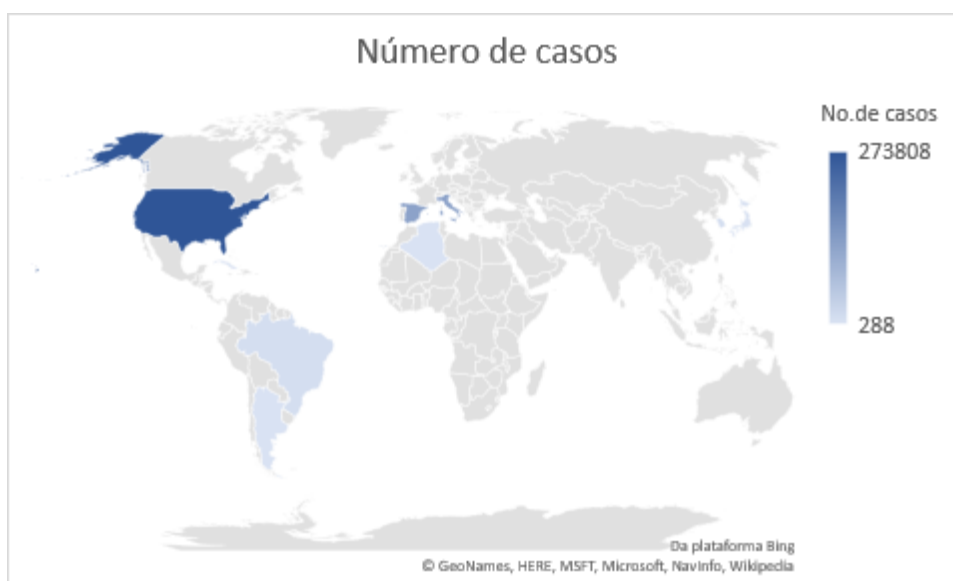 Número de casos
No.de casos
273808
288
Da plataforma Bing
© GeoNames, HERE, MSFT, Microsoft, NavInfo, Wikipedia